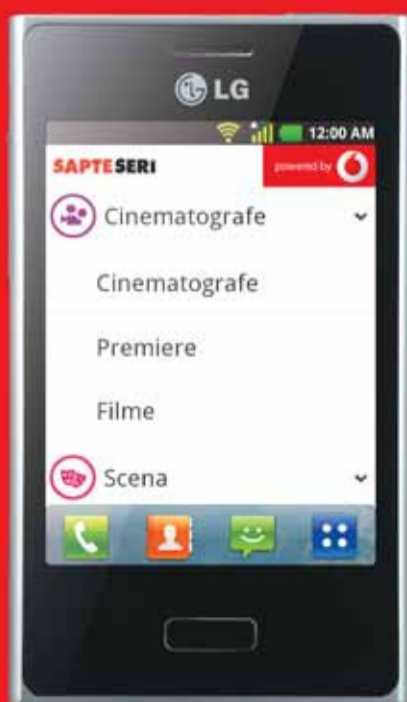 LG
12:00 AM
SAPTESERI
powered by
Cinematografe
Cinematografe
Premiere
Filme
Scena